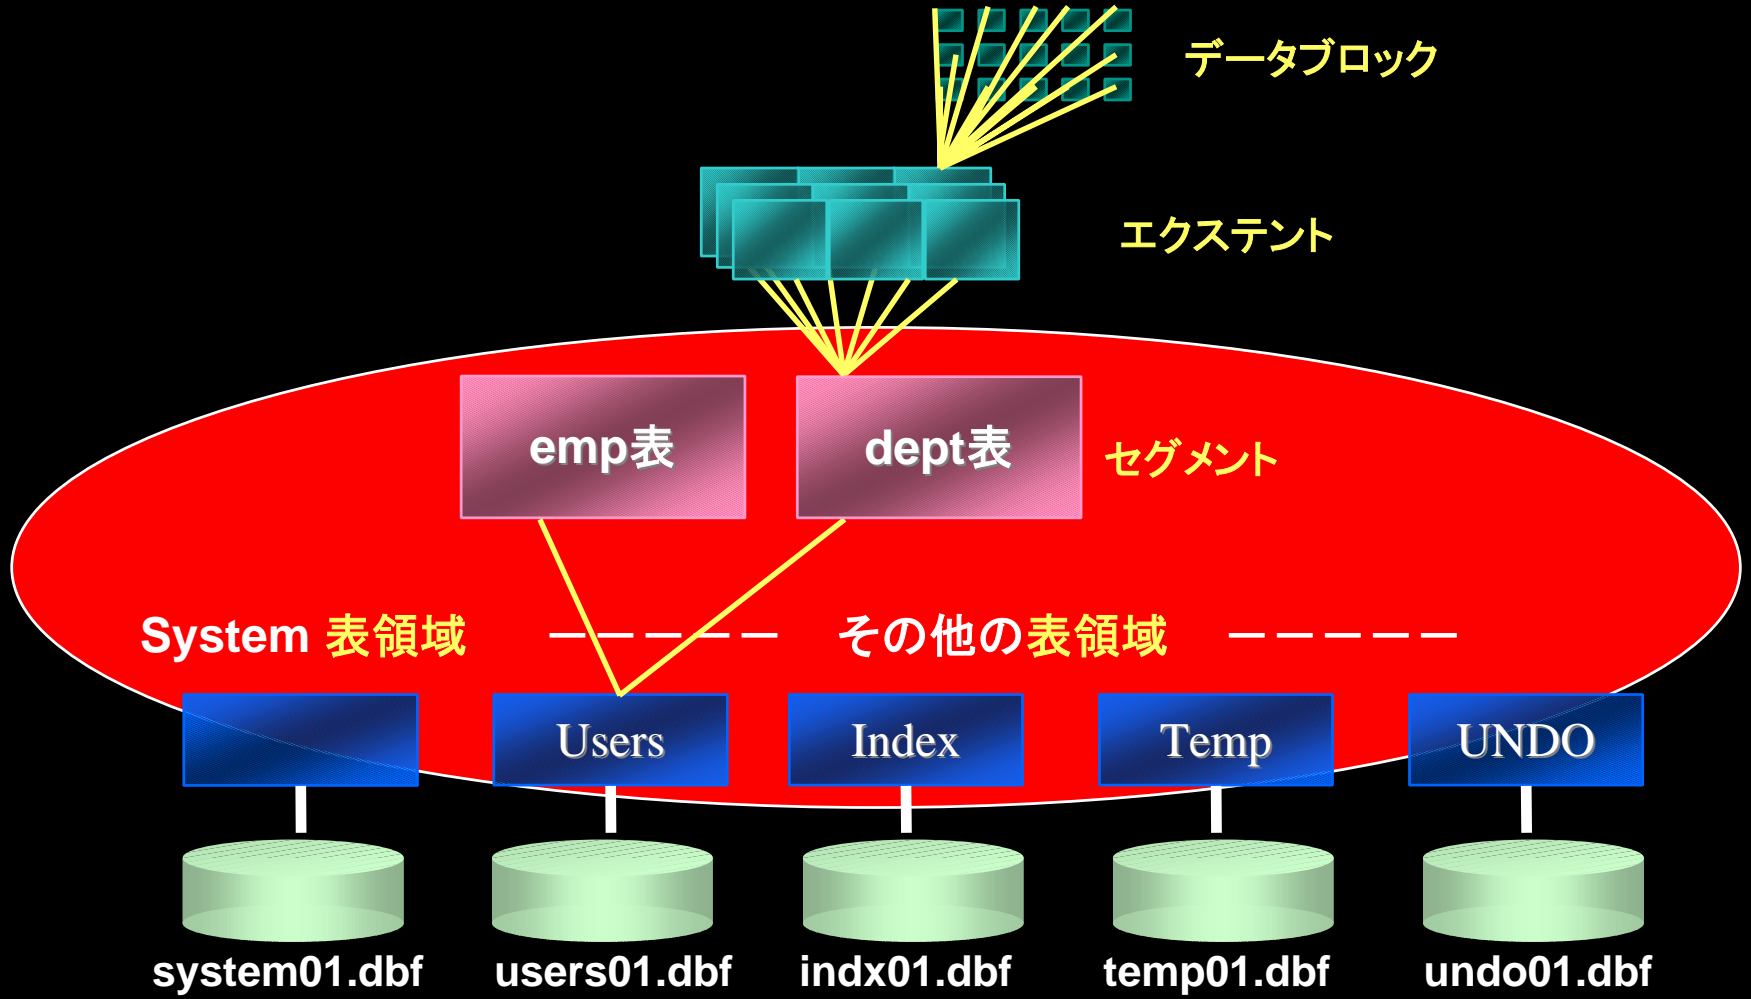 データブロック
エクステント
emp表 dept表 セグメント
System 表領域 －－－－－ その他の表領域 －－－－－
Users Index Temp UNDO
system01.dbf users01.dbf indx01.dbf temp01.dbf undo01.dbf